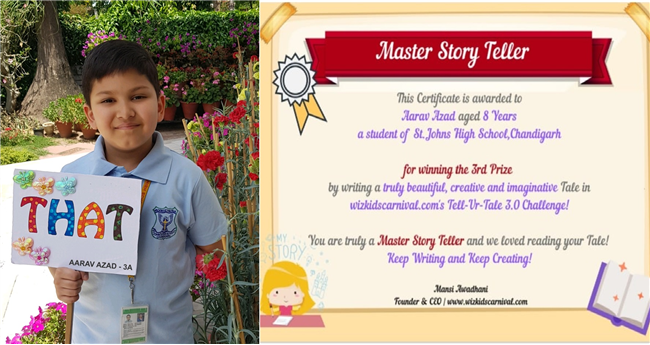 THAT
AARAV AZAD - 3A
Master Story Teller
This Certificate is awarded to
Aarav Azad aged 8 Years
a student of St.Johns High School,Chandigarh
for winning the 3rd Prize
by writing a truly beautiful, creative and imaginative Tale in
wizkidscarnival.com's Tell-Ur-Tale 3.0 Challenge!
You are truly a Master Story Teller and we loved reading your Tale!
Keep Writing and Keep Creating!
MY
STORY
Mansi Awadhani
Founder & CEO / www.wizkidscarnival.com